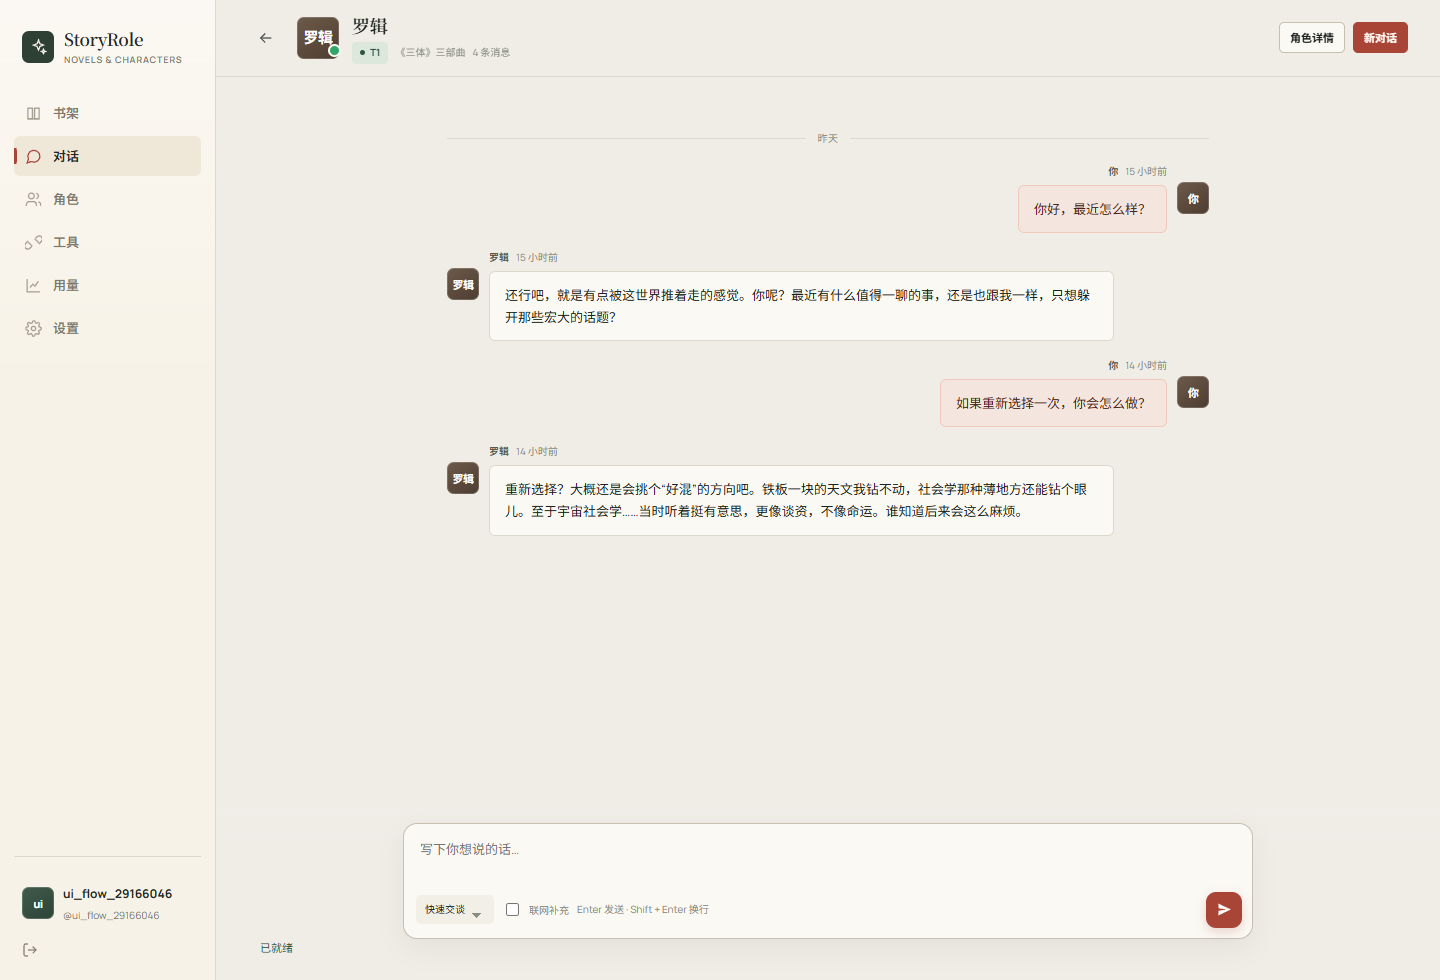 StoryRole
NOVELS & CHARACTERS
书架
对话
角色
工具
用量
设置
ui
ui_flow_29166046
@ui_flow_29166046
罗辑
罗辑
T1 《三体》三部曲 4 条消息
角色详情
新对话
昨天
你 15 小时前
你好，最近怎么样？
你
罗辑 15 小时前
罗辑
还行吧，就是有点被这世界推着走的感觉。你呢？最近有什么值得一聊的事，还是也跟我一样，只想躲
开那些宏大的话题？
你 14 小时前
如果重新选择一次，你会怎么做？
你
罗辑 14 小时前
罗辑
重新选择？大概还是会挑个“好混”的方向吧。铁板一块的天文我钻不动，社会学那种薄地方还能钻个眼
儿。至于宇宙社会学……当时听着挺有意思，更像谈资，不像命运。谁知道后来会这么麻烦。
写下你想说的话…
快速交谈
联网补充 Enter 发送 · Shift + Enter 换行
已就绪